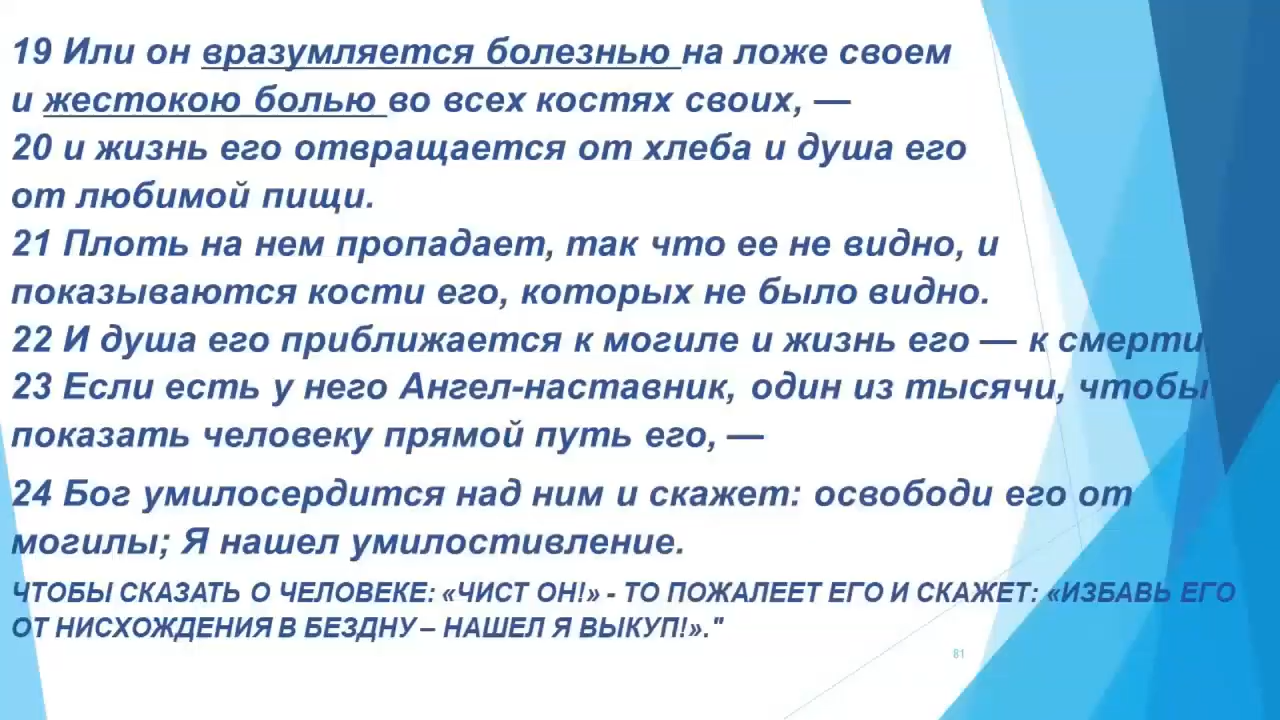 19 Или он вразумляется болезнью на ложе своем
и жестокою болью во всех костях своих, —
20 и жизнь его отвращается от хлеба и душа его
от любимой пищи.
21 Плоть на нем пропадает, так что ее не видно, и
показываются кости его, которых не было видно.
22 И душа его приближается к могиле и жизнь его — к смерти.
23 Если есть у него Ангел-наставник, один из тысячи, чтобы
показать человеку прямой путь его, —
24 Бог умилосердится над ним и скажет: освободи его от
могилы; Я нашел умилостивление.
ЧТОБЫ СКАЗАТЬ О ЧЕЛОВЕКЕ: «ЧИСТ ОН!» - ТО ПОЖАЛЕЕТ ЕГО И СКАЖЕТ: «ИЗБАВЬ ЕГО
ОТ НИСХОЖДЕНИЯ В БЕЗДНУ – НАШЕЛ Я ВЫКУП!»."
81